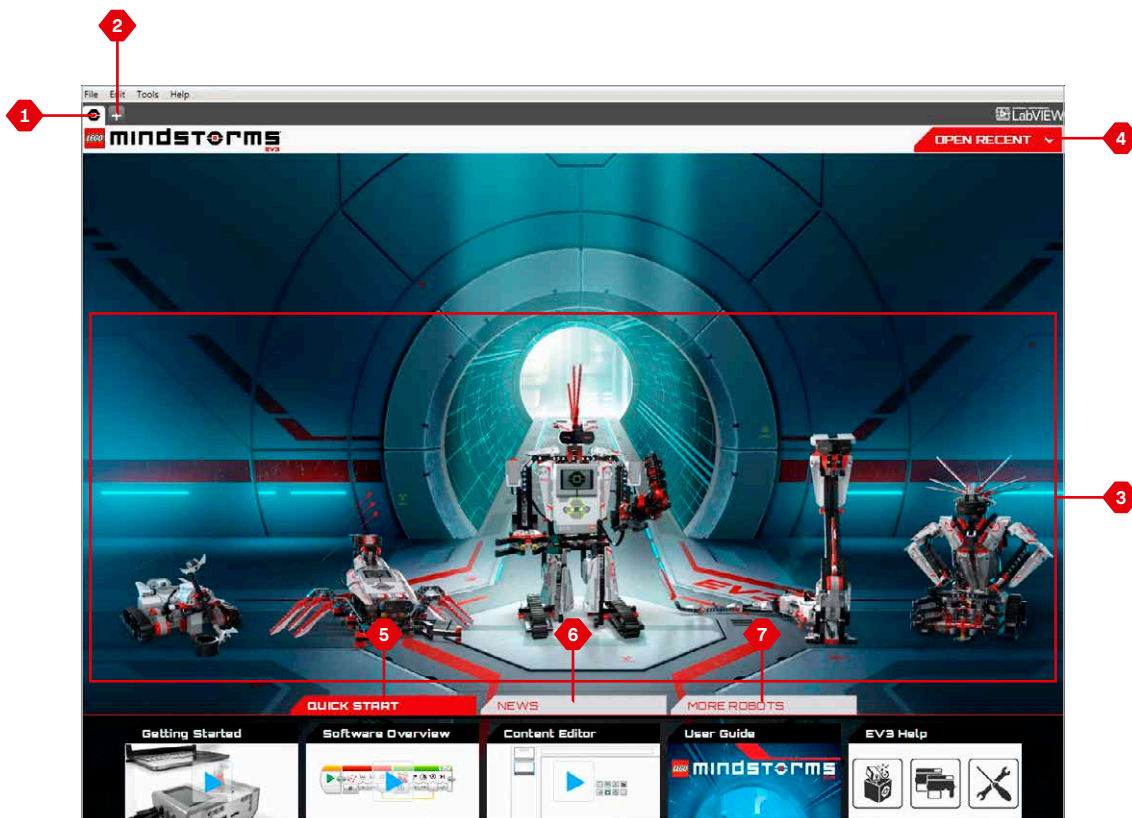 2
File Edit Tools Help
1
+
LabVIEW
LEGO mindstorms
EV3
OPEN RECENT
4
EV3
3
5
6
7
QUICK START
NEWS
MORE ROBOTS
Getting Started
Software Overview
Content Editor
User Guide
EV3 Help
LEGO mindstorms